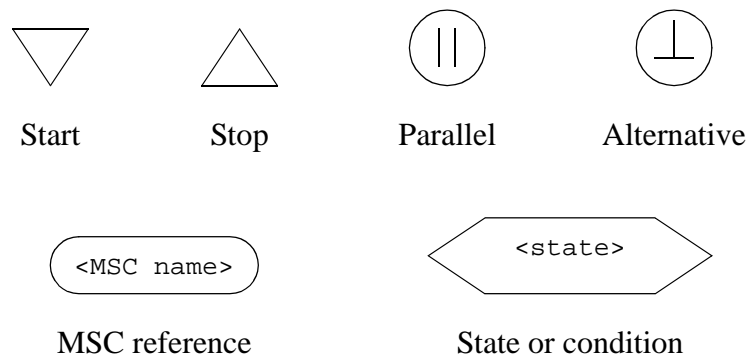 Start Stop Parallel Alternative
<MSC name> <state>
MSC reference State or condition